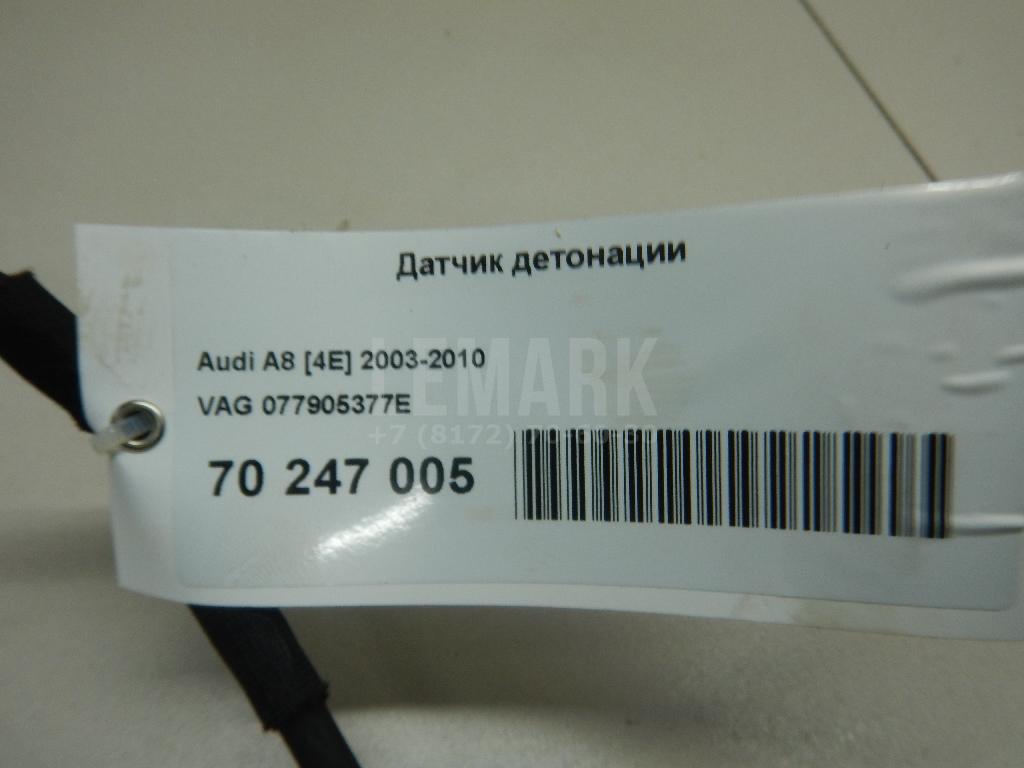 Датчик детонации
Audi A8 [4E] 2003-2010
VAG 077905377E
LEMARK
+7 (8172)
70 247 005